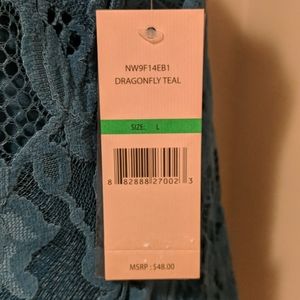 NW9F14EB1
DRAGONFLY TEAL
SIZE: L
8 82888 27002 3
MSRP : $48.00